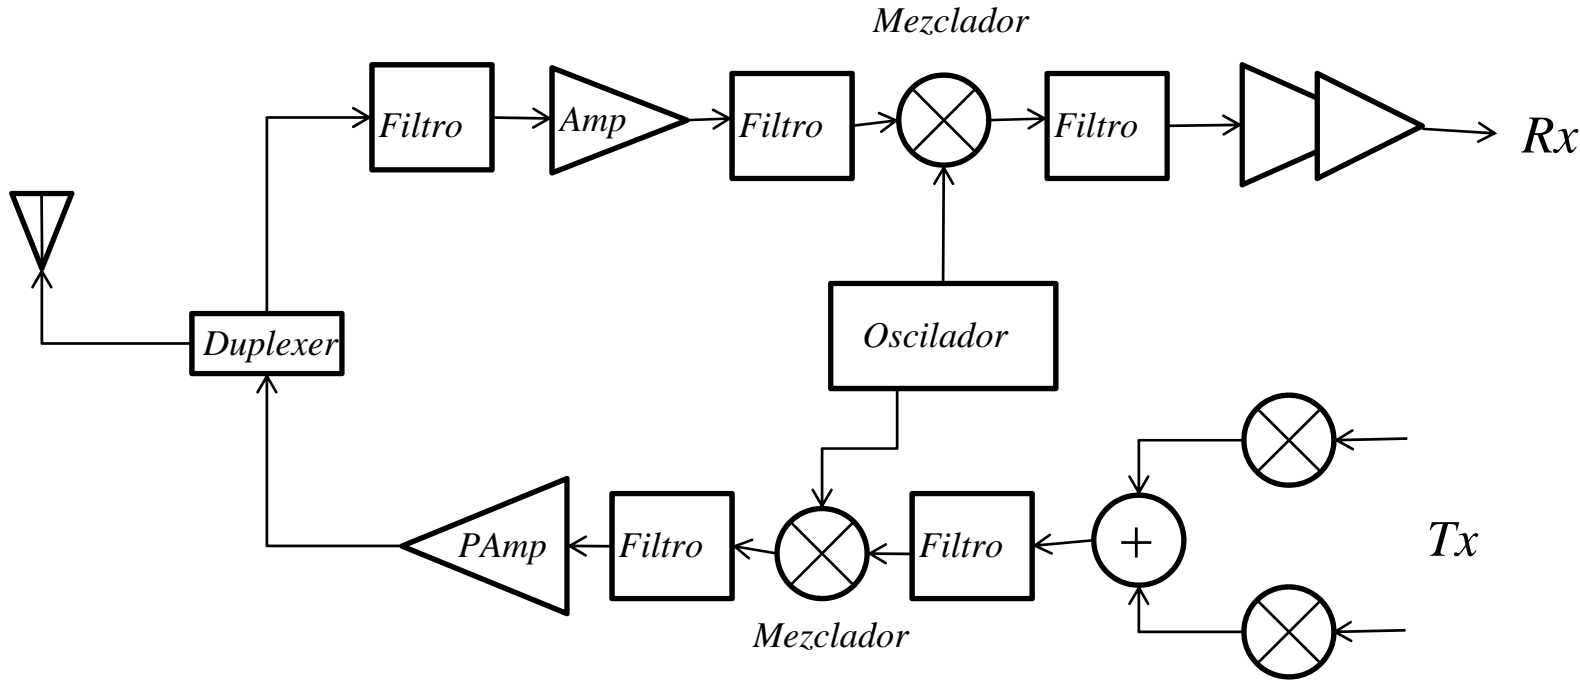 Mezclador
Filtro
Amp
Filtro
Filtro
Rx
Duplexer
Oscilador
PAmp
Filtro
Filtro
+
Tx
Mezclador